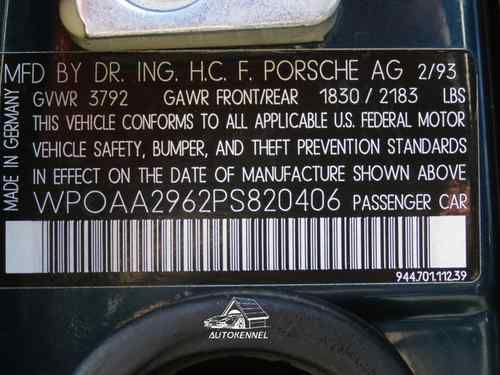 MFD BY DR. ING. H.C. F. PORSCHE AG 2/93
GVWR 3792 GAWR FRONT/REAR 1830 / 2183 LBS
THIS VEHICLE CONFORMS TO ALL APPLICABLE U.S. FEDERAL MOTOR
VEHICLE SAFETY, BUMPER, AND THEFT PREVENTION STANDARDS
IN EFFECT ON THE DATE OF MANUFACTURE SHOWN ABOVE
WPOAA2962PS820406 PASSENGER CAR
MADE IN GERMANY
944.701.112.39
AUTOKENNEL